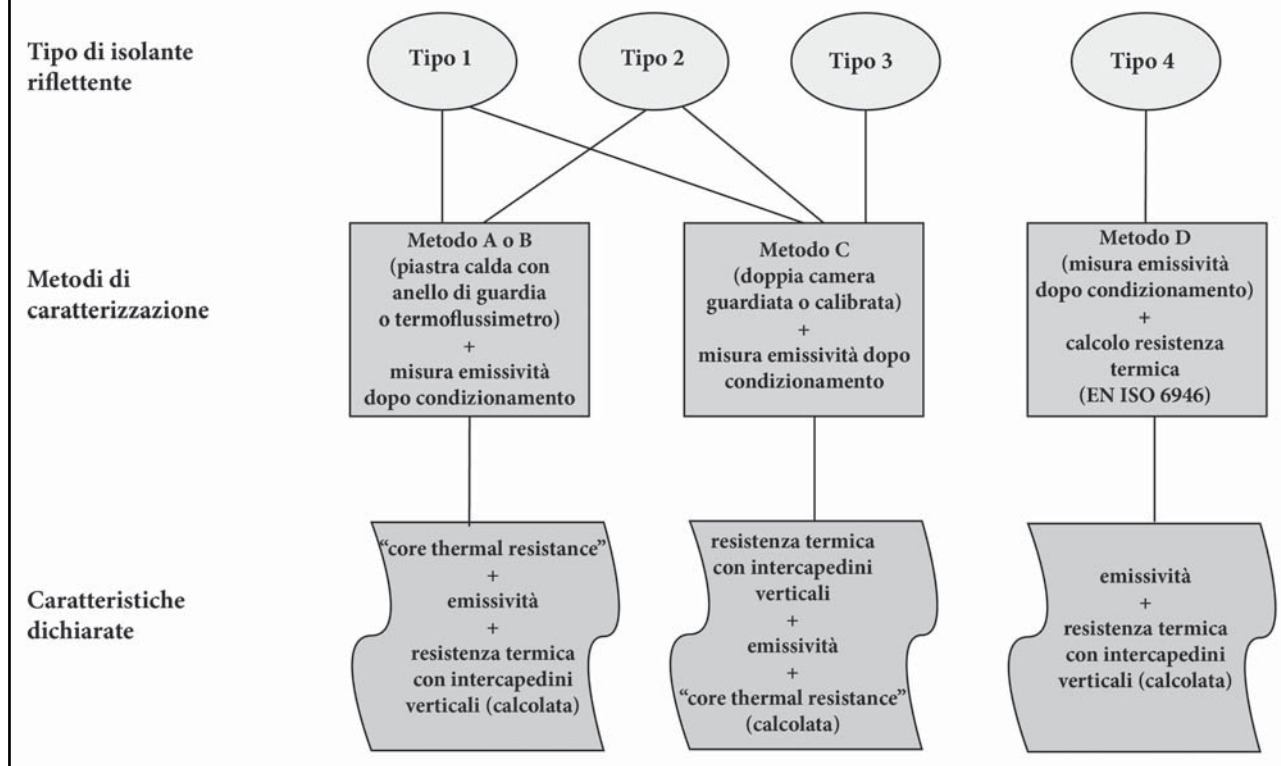 Tipo di isolante
riflettente
Tipo 1
Tipo 2
Tipo 3
Tipo 4
Metodi di
caratterizzazione
Metodo A o B
(piastra calda con
anello di guardia
o termoflussimetro)
+
misura emissività
dopo condizionamento
Metodo C
(doppia camera
guardiata o calibrata)
+
misura emissività dopo
condizionamento
Metodo D
(misura emissività
dopo condizionamento)
+
calcolo resistenza
termica
(EN ISO 6946)
Caratteristiche
dichiarate
“core thermal resistance”
+
emissività
+
resistenza termica
con intercapedini
verticali (calcolata)
resistenza termica
con intercapedini
verticali
+
emissività
+
“core thermal resistance”
(calcolata)
emissività
+
resistenza termica
con intercapedini
verticali (calcolata)